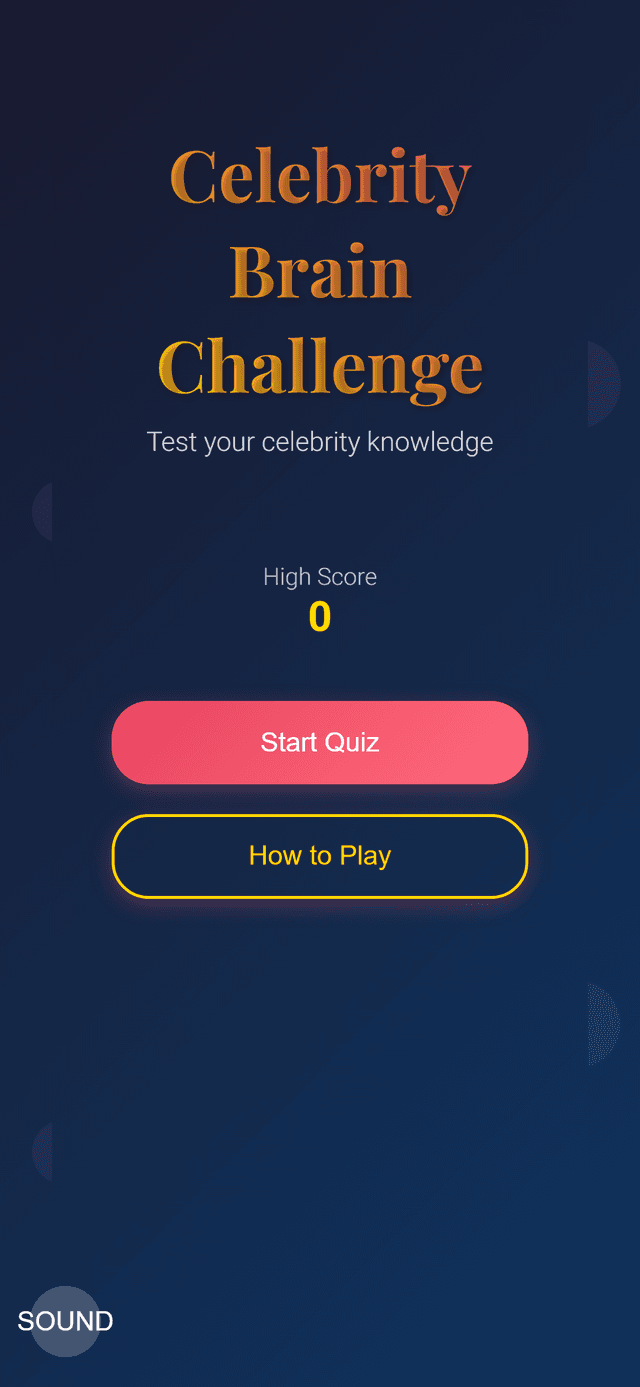 Celebrity
Brain
Challenge
Test your celebrity knowledge
High Score
0
Start Quiz
How to Play
SOUND